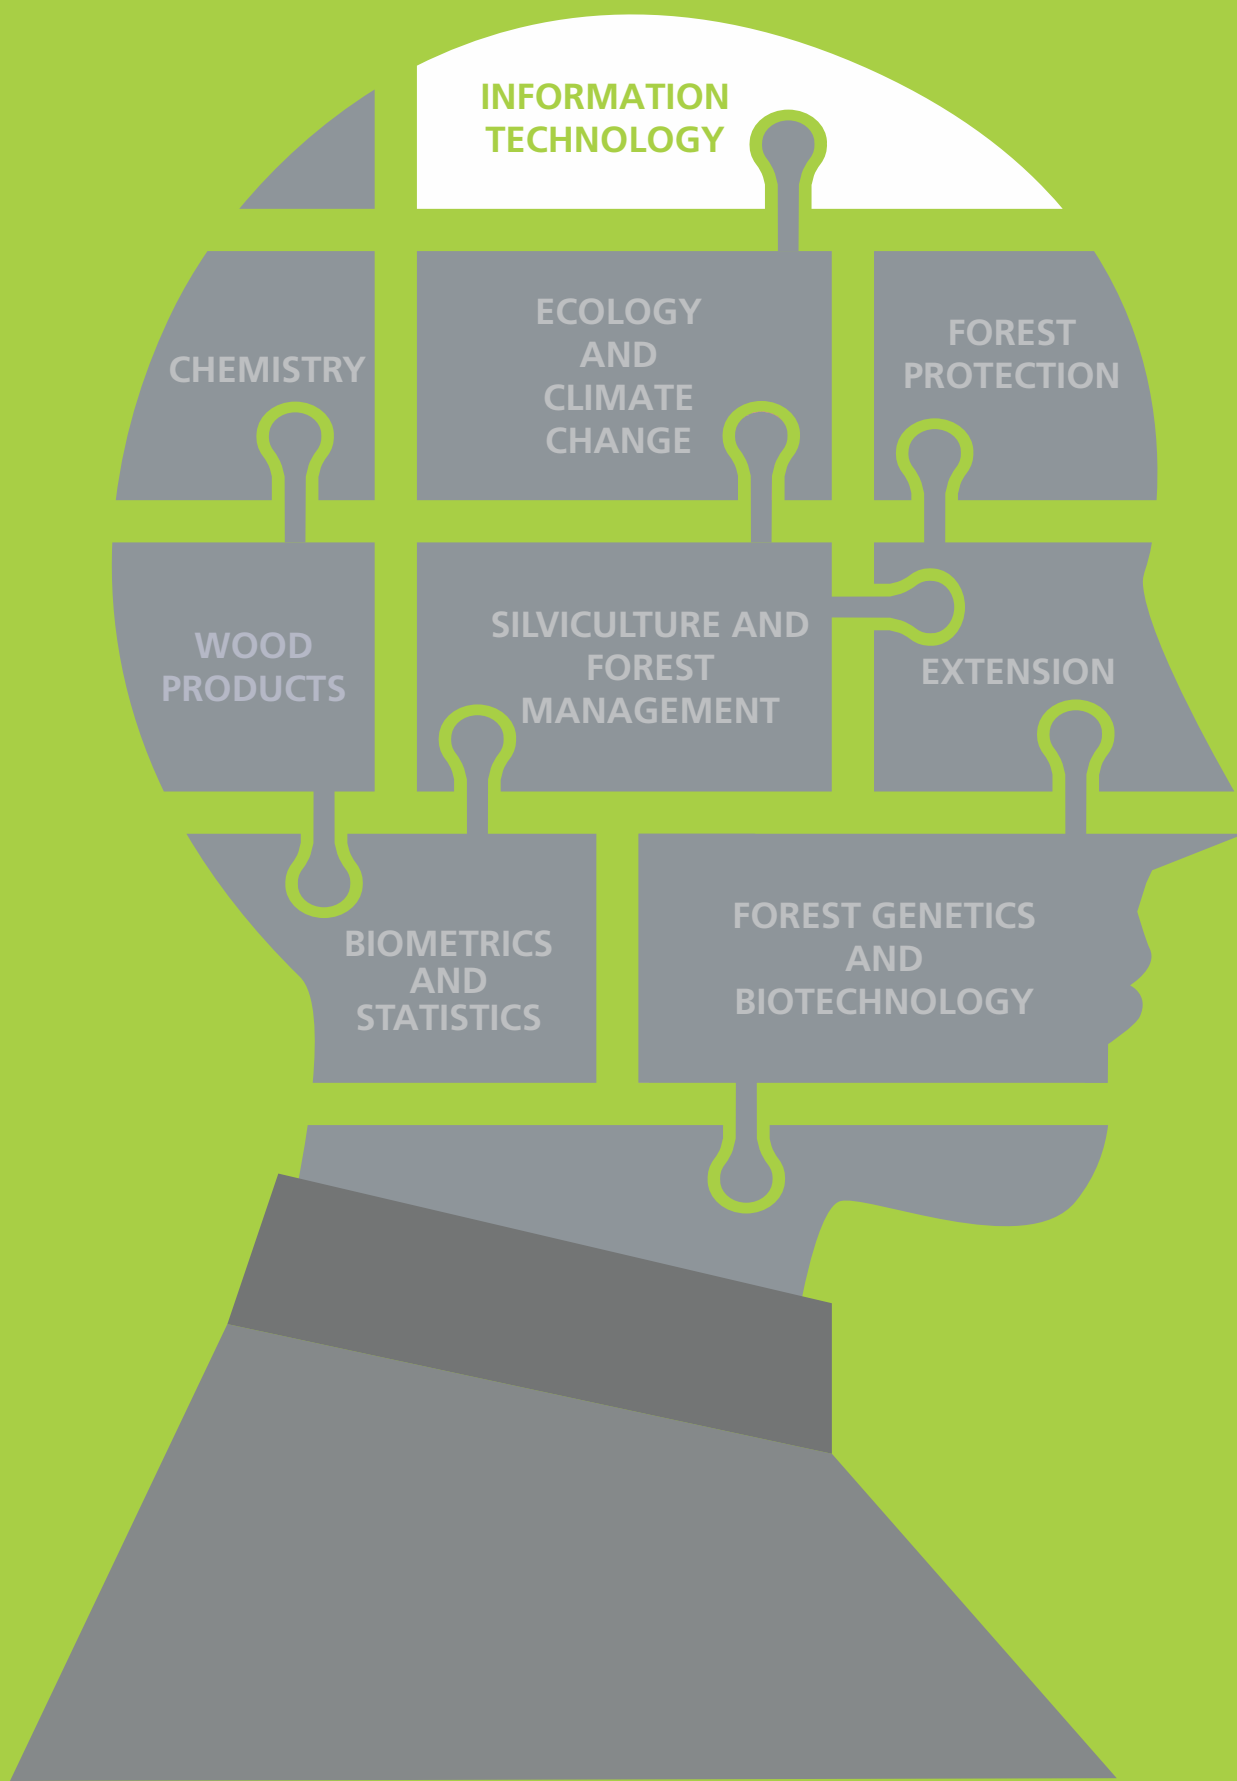 INFORMATION
TECHNOLOGY
CHEMISTRY
ECOLOGY
AND
CLIMATE
CHANGE
FOREST
PROTECTION
WOOD
PRODUCTS
SILVICULTURE AND
FOREST
MANAGEMENT
EXTENSION
BIOMETRICS
AND
STATISTICS
FOREST GENETICS
AND
BIOTECHNOLOGY